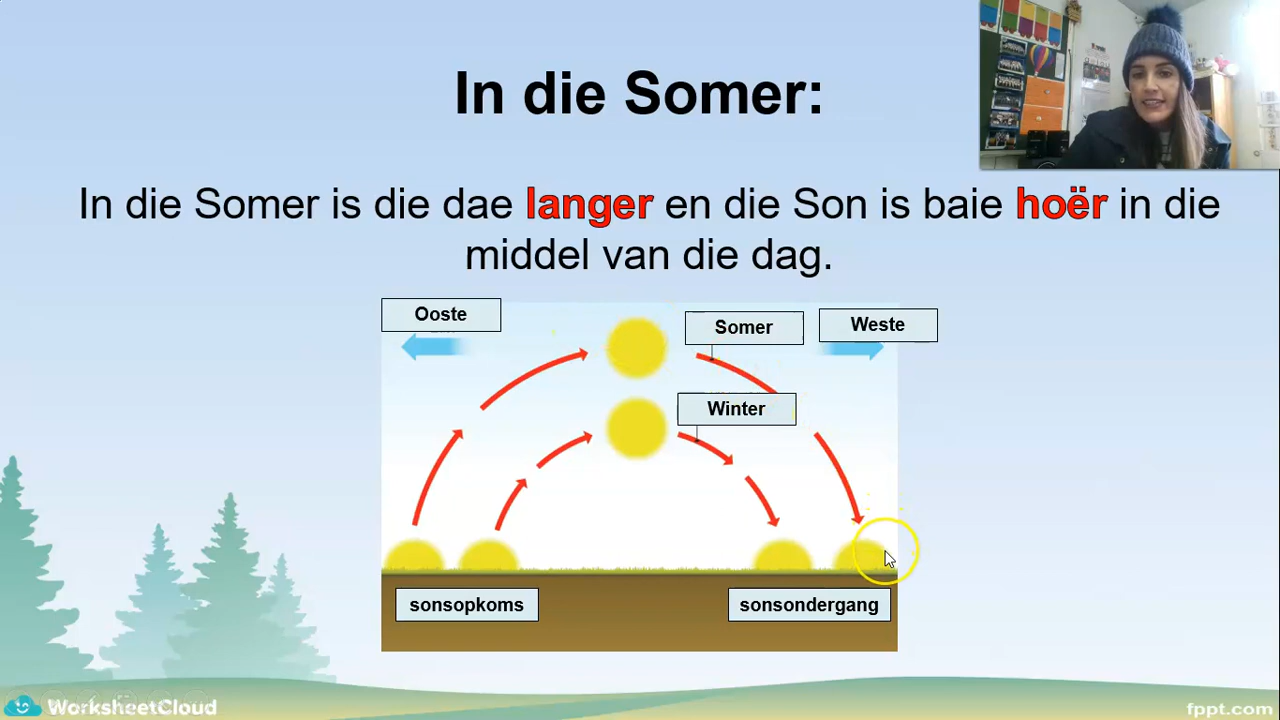 In die Somer:
In die Somer is die dae langer en die Son is baie hoër in die
middel van die dag.
Ooste
Somer
Weste
Winter
sonsopkoms
sonsondergang
WorksheetCloud
fppt.com